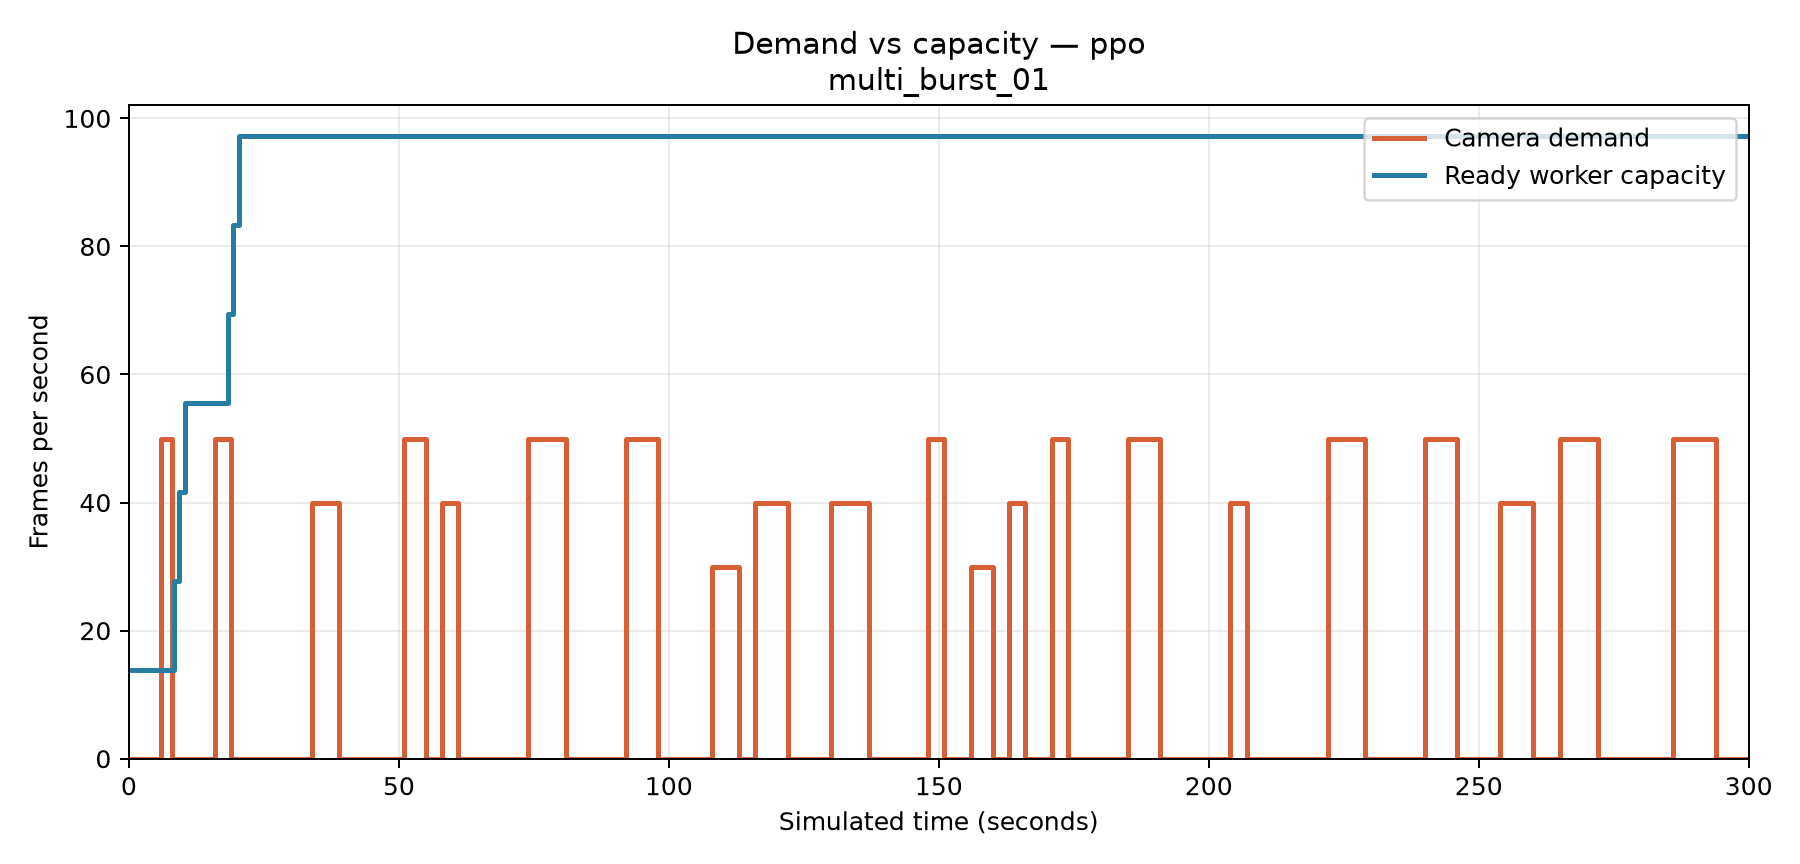 Demand vs capacity — ppo
multi_burst_01
100
80
60
40
20
0
Frames per second
Camera demand
Ready worker capacity
0 50 100 150 200 250 300
Simulated time (seconds)